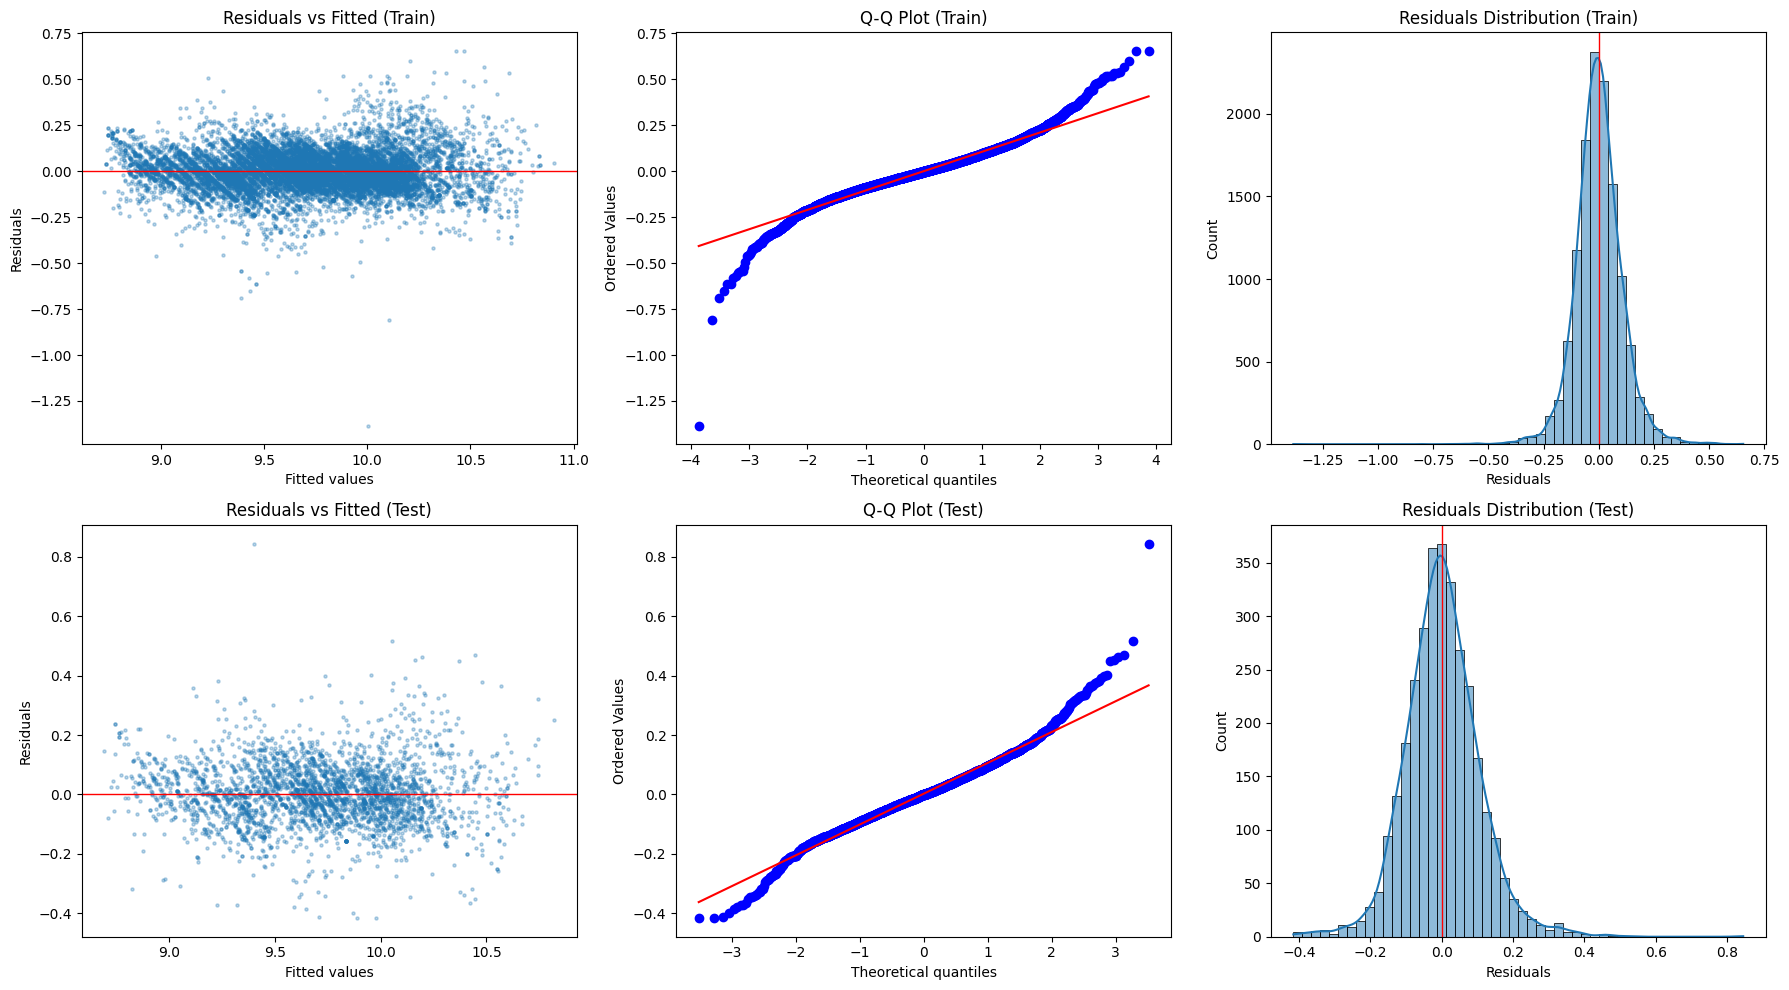 Residuals vs Fitted (Train)
0.75
0.50
0.25
0.00
−0.25
−0.50
−0.75
−1.00
−1.25
Residuals
9.0 9.5 10.0 10.5 11.0
Fitted values
Q-Q Plot (Train)
0.75
0.50
0.25
0.00
−0.25
−0.50
−0.75
−1.00
−1.25
Ordered Values
−4 −3 −2 −1 0 1 2 3 4
Theoretical quantiles
Residuals Distribution (Train)
2000
1500
1000
500
0
Count
−1.25 −1.00 −0.75 −0.50 −0.25 0.00 0.25 0.50 0.75
Residuals
Residuals vs Fitted (Test)
0.8
0.6
0.4
0.2
0.0
−0.2
−0.4
Residuals
9.0 9.5 10.0 10.5
Fitted values
Q-Q Plot (Test)
0.8
0.6
0.4
0.2
0.0
−0.2
−0.4
Ordered Values
−3 −2 −1 0 1 2 3
Theoretical quantiles
Residuals Distribution (Test)
350
300
250
200
150
100
50
0
Count
−0.4 −0.2 0.0 0.2 0.4 0.6 0.8
Residuals